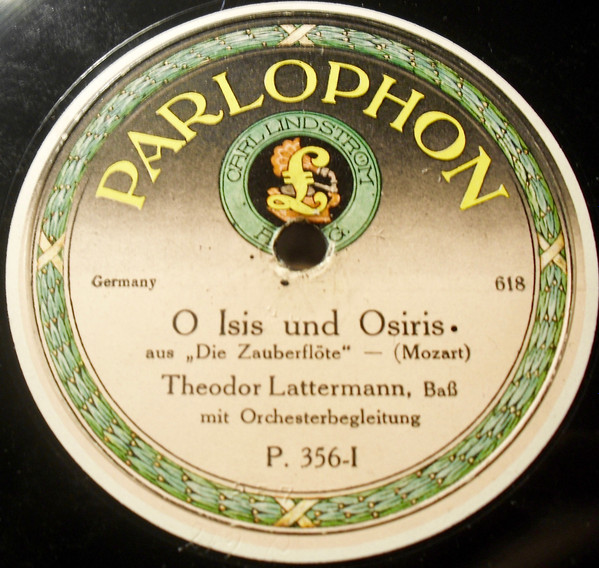 PARLOPHON
CARL LINDSTRÖM
£
A. G.
Germany
618
O Isis und Osiris.
aus „Die Zauberflöte" — (Mozart)
Theodor Lattermann, Baß
mit Orchesterbegleitung
P. 356-I